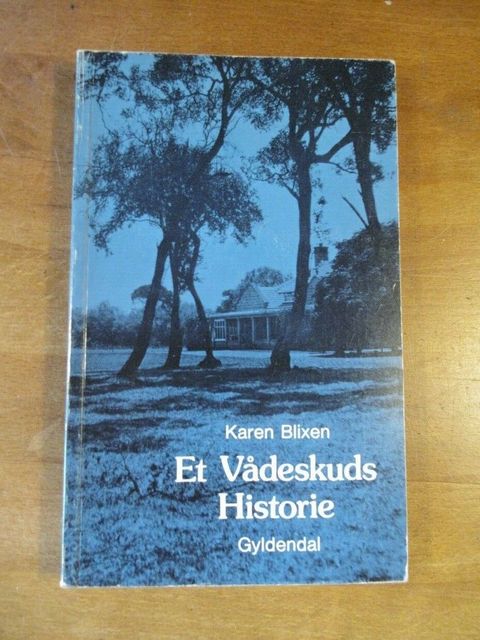 Karen Blixen
Et Vådeskuds
Historie
Gyldendal